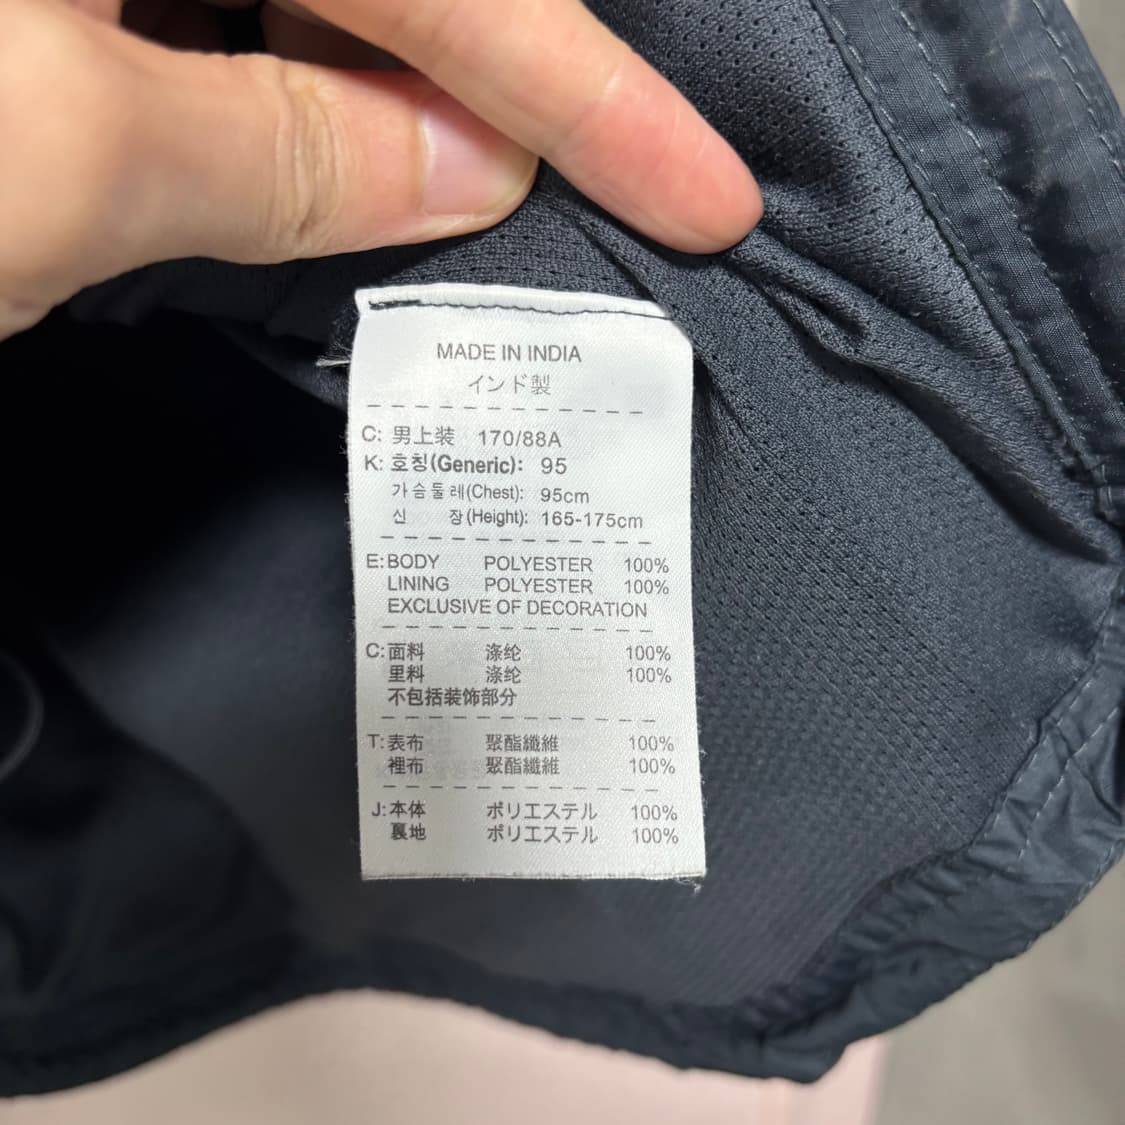 MADE IN INDIA
インド製
C: 男上装 170/88A
K: 호칭(Generic): 95
가슴둘레(Chest): 95cm
신 장(Height): 165-175cm
E: BODY POLYESTER 100%
LINING POLYESTER 100%
EXCLUSIVE OF DECORATION
C: 面料 涤纶 100%
里料 涤纶 100%
不包括装饰部分
T: 表布 聚酯纖維 100%
裡布 聚酯纖維 100%
J: 本体 ポリエステル 100%
裏地 ポリエステル 100%